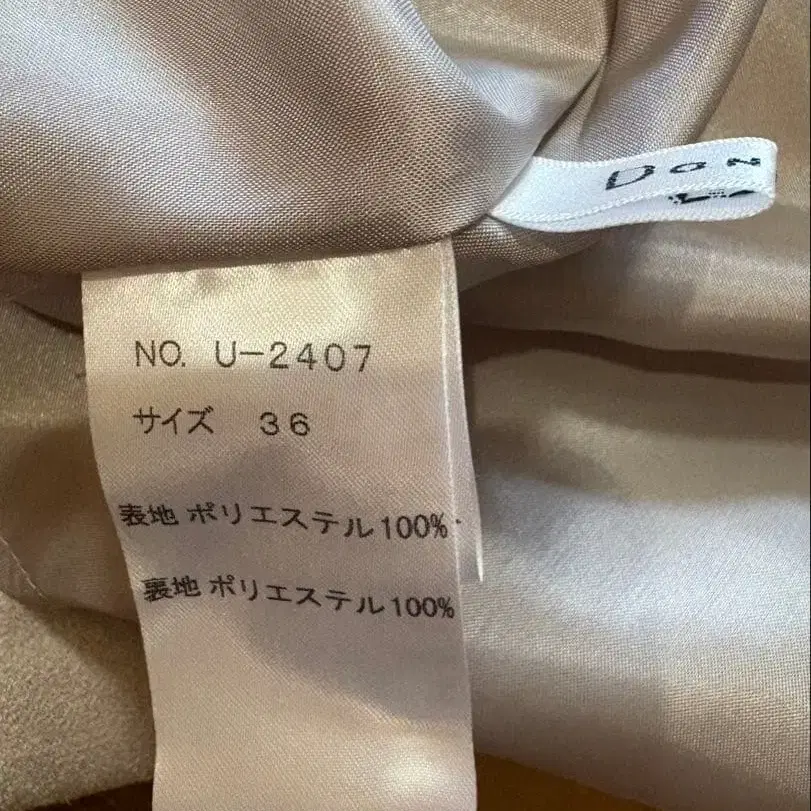 DON
NO. U-2407
サイズ 36
表地 ポリエステル100%
裏地 ポリエステル100%